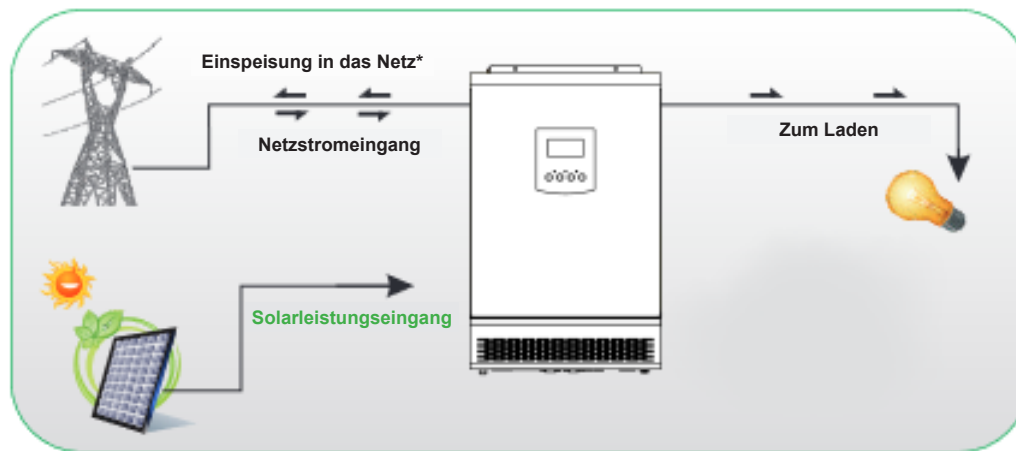 Einspeisung in das Netz*
Netzstromeingang
Zum Laden
Solarleistungseingang